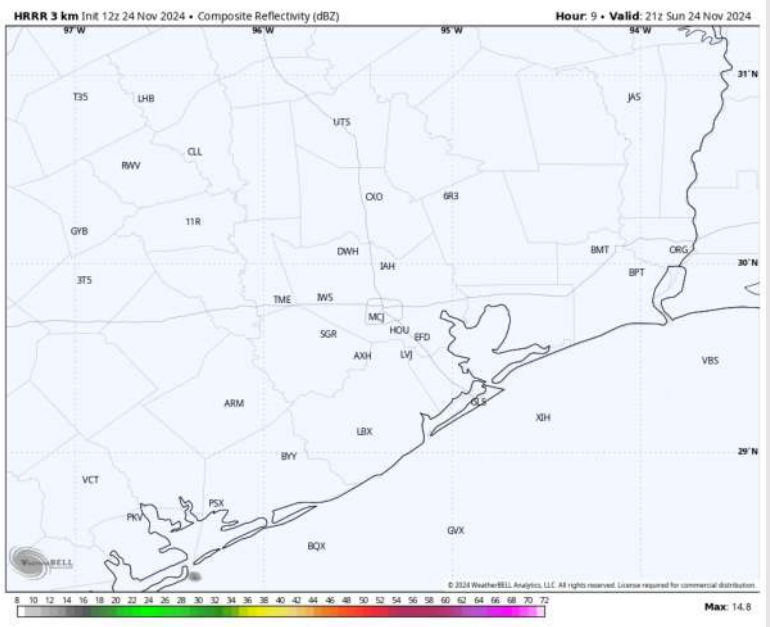 HRRR 3 km Init 12z 24 Nov 2024 • Composite Reflectivity (dBZ) Hour: 9 • Valid: 21z Sun 24 Nov 2024
97°W 96°W 95°W 94°W
31°N
T35 LHB JAS
UTS
CLL
RWV
CXO 6R3
11R
GYB
DWH BMT ORG
IAH 30°N
3T5 BPT
TME IWS
MCJ
SGR HOU EFD
AXH LVJ VBS
ARM GLS
LBX XIH
BYY 29°N
VCT
PSX
PKV
GVX
BQX
WEATHERBELL
© 2024 WeatherBELL Analytics, LLC. All rights reserved. License required for commercial distribution.
8 10 12 14 16 18 20 22 24 26 28 30 32 34 36 38 40 42 44 46 48 50 52 54 56 58 60 62 64 66 68 70 72 Max: 14.8